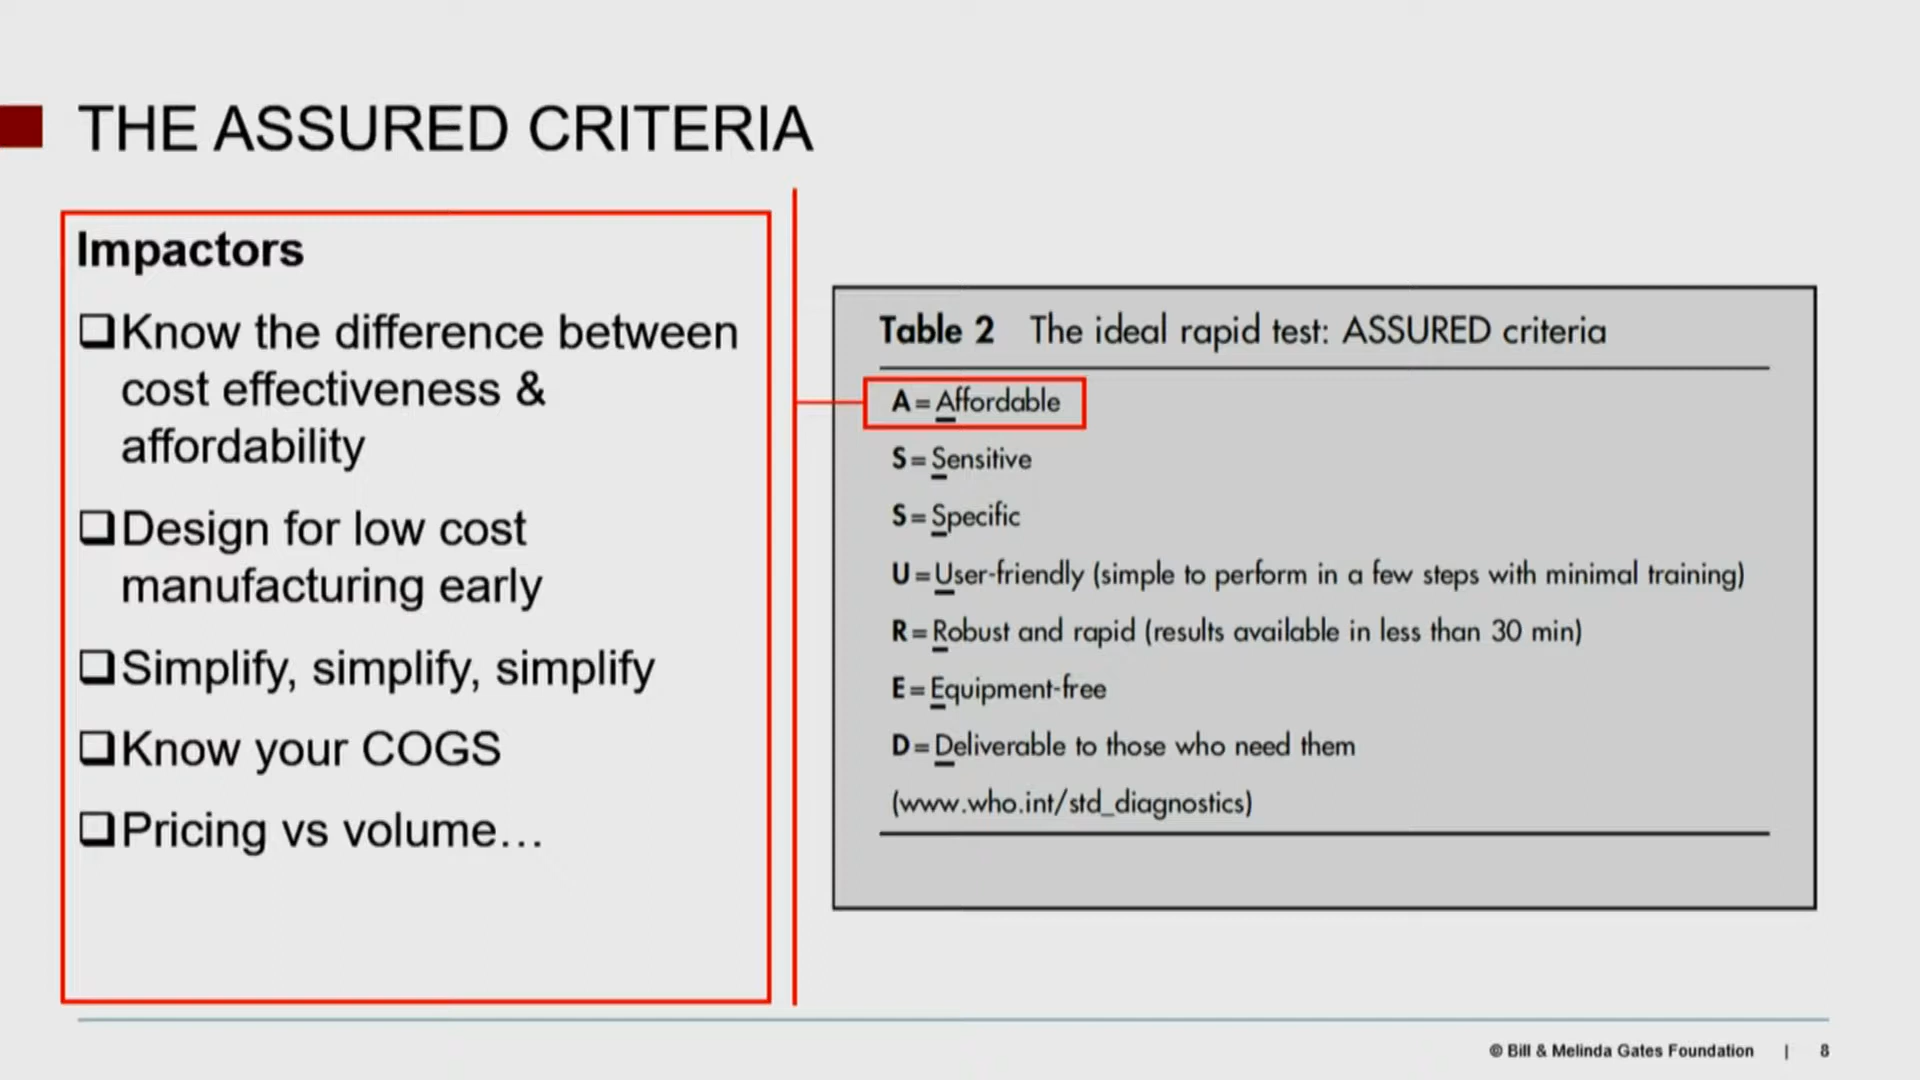 THE ASSURED CRITERIA
Impactors
❑Know the difference between
cost effectiveness &
affordability
❑Design for low cost
manufacturing early
❑Simplify, simplify, simplify
❑Know your COGS
❑Pricing vs volume…
Table 2 The ideal rapid test: ASSURED criteria
A = Affordable
S = Sensitive
S = Specific
U = User-friendly (simple to perform in a few steps with minimal training)
R = Robust and rapid (results available in less than 30 min)
E = Equipment-free
D = Deliverable to those who need them
(www.who.int/std_diagnostics)
© Bill & Melinda Gates Foundation | 8